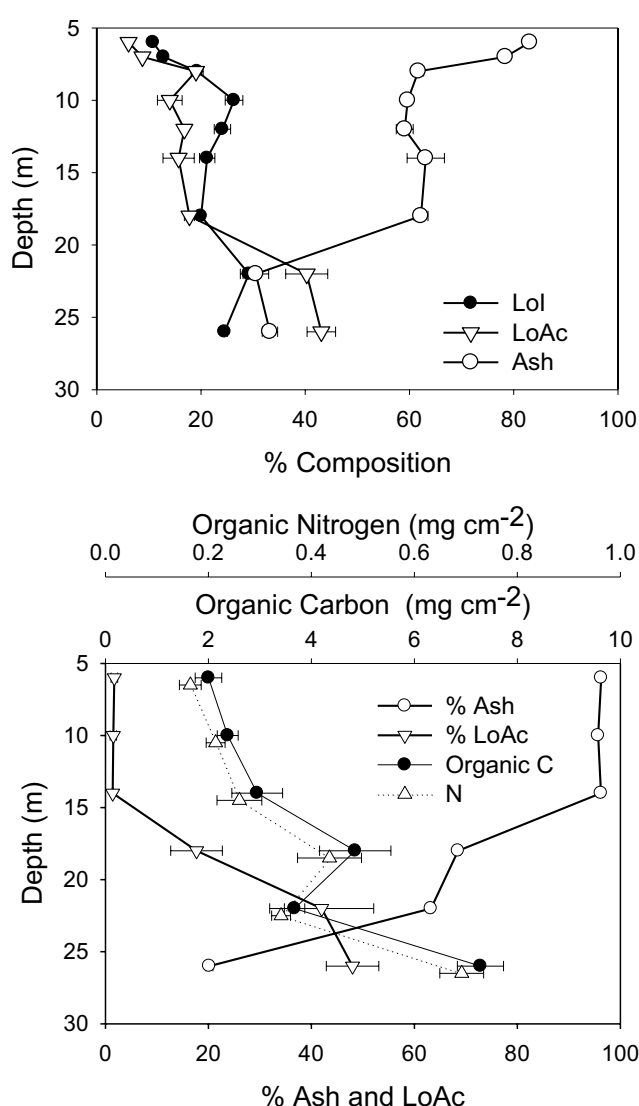 5
10
15
20
25
30
Depth (m)
LoI
LoAc
Ash
0 20 40 60 80 100
% Composition
Organic Nitrogen (mg cm-2)
0.0 0.2 0.4 0.6 0.8 1.0
Organic Carbon (mg cm-2)
0 2 4 6 8 10
5
10
15
20
25
30
Depth (m)
% Ash
% LoAc
Organic C
N
0 20 40 60 80 100
% Ash and LoAc